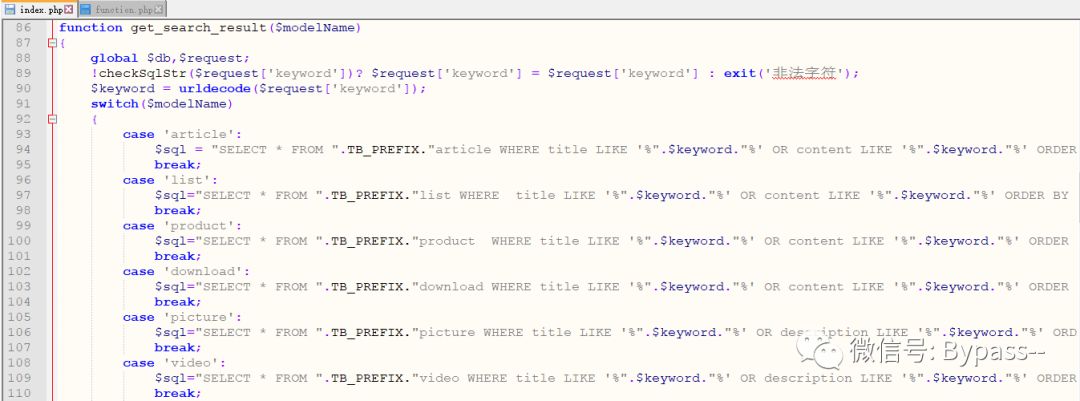 index.php function.php
86 function get_search_result($modelName)
87 {
88 global $db,$request;
89 !checkSqlStr($request['keyword'])? $request['keyword'] = $request['keyword'] : exit('非法字符');
90 $keyword = urldecode($request['keyword']);
91 switch($modelName)
92 {
93 case 'article':
94 $sql = "SELECT * FROM ".TB_PREFIX."article WHERE title LIKE '%".$keyword."%' OR content LIKE '%".$keyword."%' ORDER
95 break;
96 case 'list':
97 $sql="SELECT * FROM ".TB_PREFIX."list WHERE  title LIKE '%".$keyword."%' OR content LIKE '%".$keyword."%' ORDER BY
98 break;
99 case 'product':
100 $sql="SELECT * FROM ".TB_PREFIX."product  WHERE title LIKE '%".$keyword."%' OR content LIKE '%".$keyword."%' ORDER
101 break;
102 case 'download':
103 $sql="SELECT * FROM ".TB_PREFIX."download WHERE title LIKE '%".$keyword."%' OR content LIKE '%".$keyword."%' ORDER
104 break;
105 case 'picture':
106 $sql="SELECT * FROM ".TB_PREFIX."picture WHERE title LIKE '%".$keyword."%' OR description LIKE '%".$keyword."%' ORD
107 break;
108 case 'video':
109 $sql="SELECT * FROM ".TB_PREFIX."video WHERE title LIKE '%".$keyword."%' OR description LIKE '%".$keyword."%' ORDER
110 break;
微信号: Bypass--